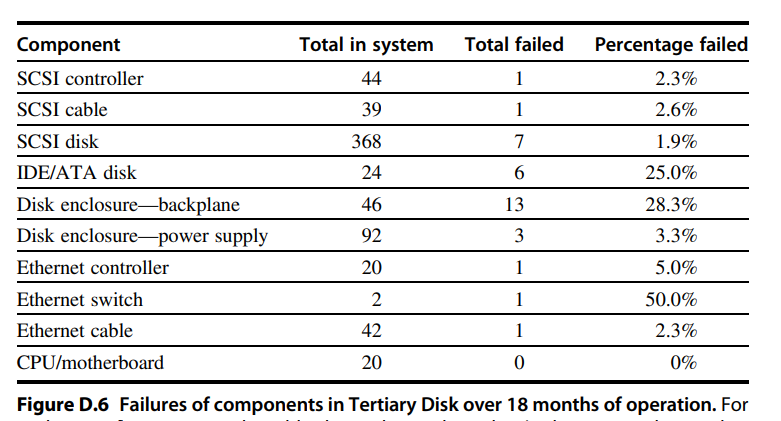 Component Total in system Total failed Percentage failed
SCSI controller 44 1 2.3%
SCSI cable 39 1 2.6%
SCSI disk 368 7 1.9%
IDE/ATA disk 24 6 25.0%
Disk enclosure—backplane 46 13 28.3%
Disk enclosure—power supply 92 3 3.3%
Ethernet controller 20 1 5.0%
Ethernet switch 2 1 50.0%
Ethernet cable 42 1 2.3%
CPU/motherboard 20 0 0%
Figure D.6 Failures of components in Tertiary Disk over 18 months of operation. For